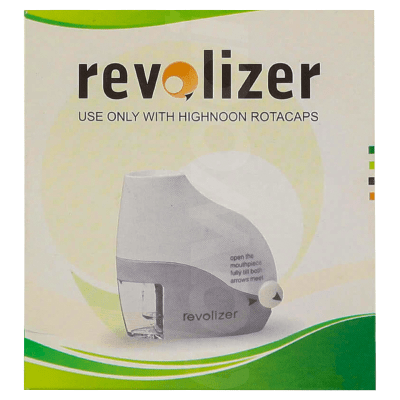 revolizer
USE ONLY WITH HIGHNOON ROTACAPS
open the
mouthpiece
fully till both
arrows meet
revolizer